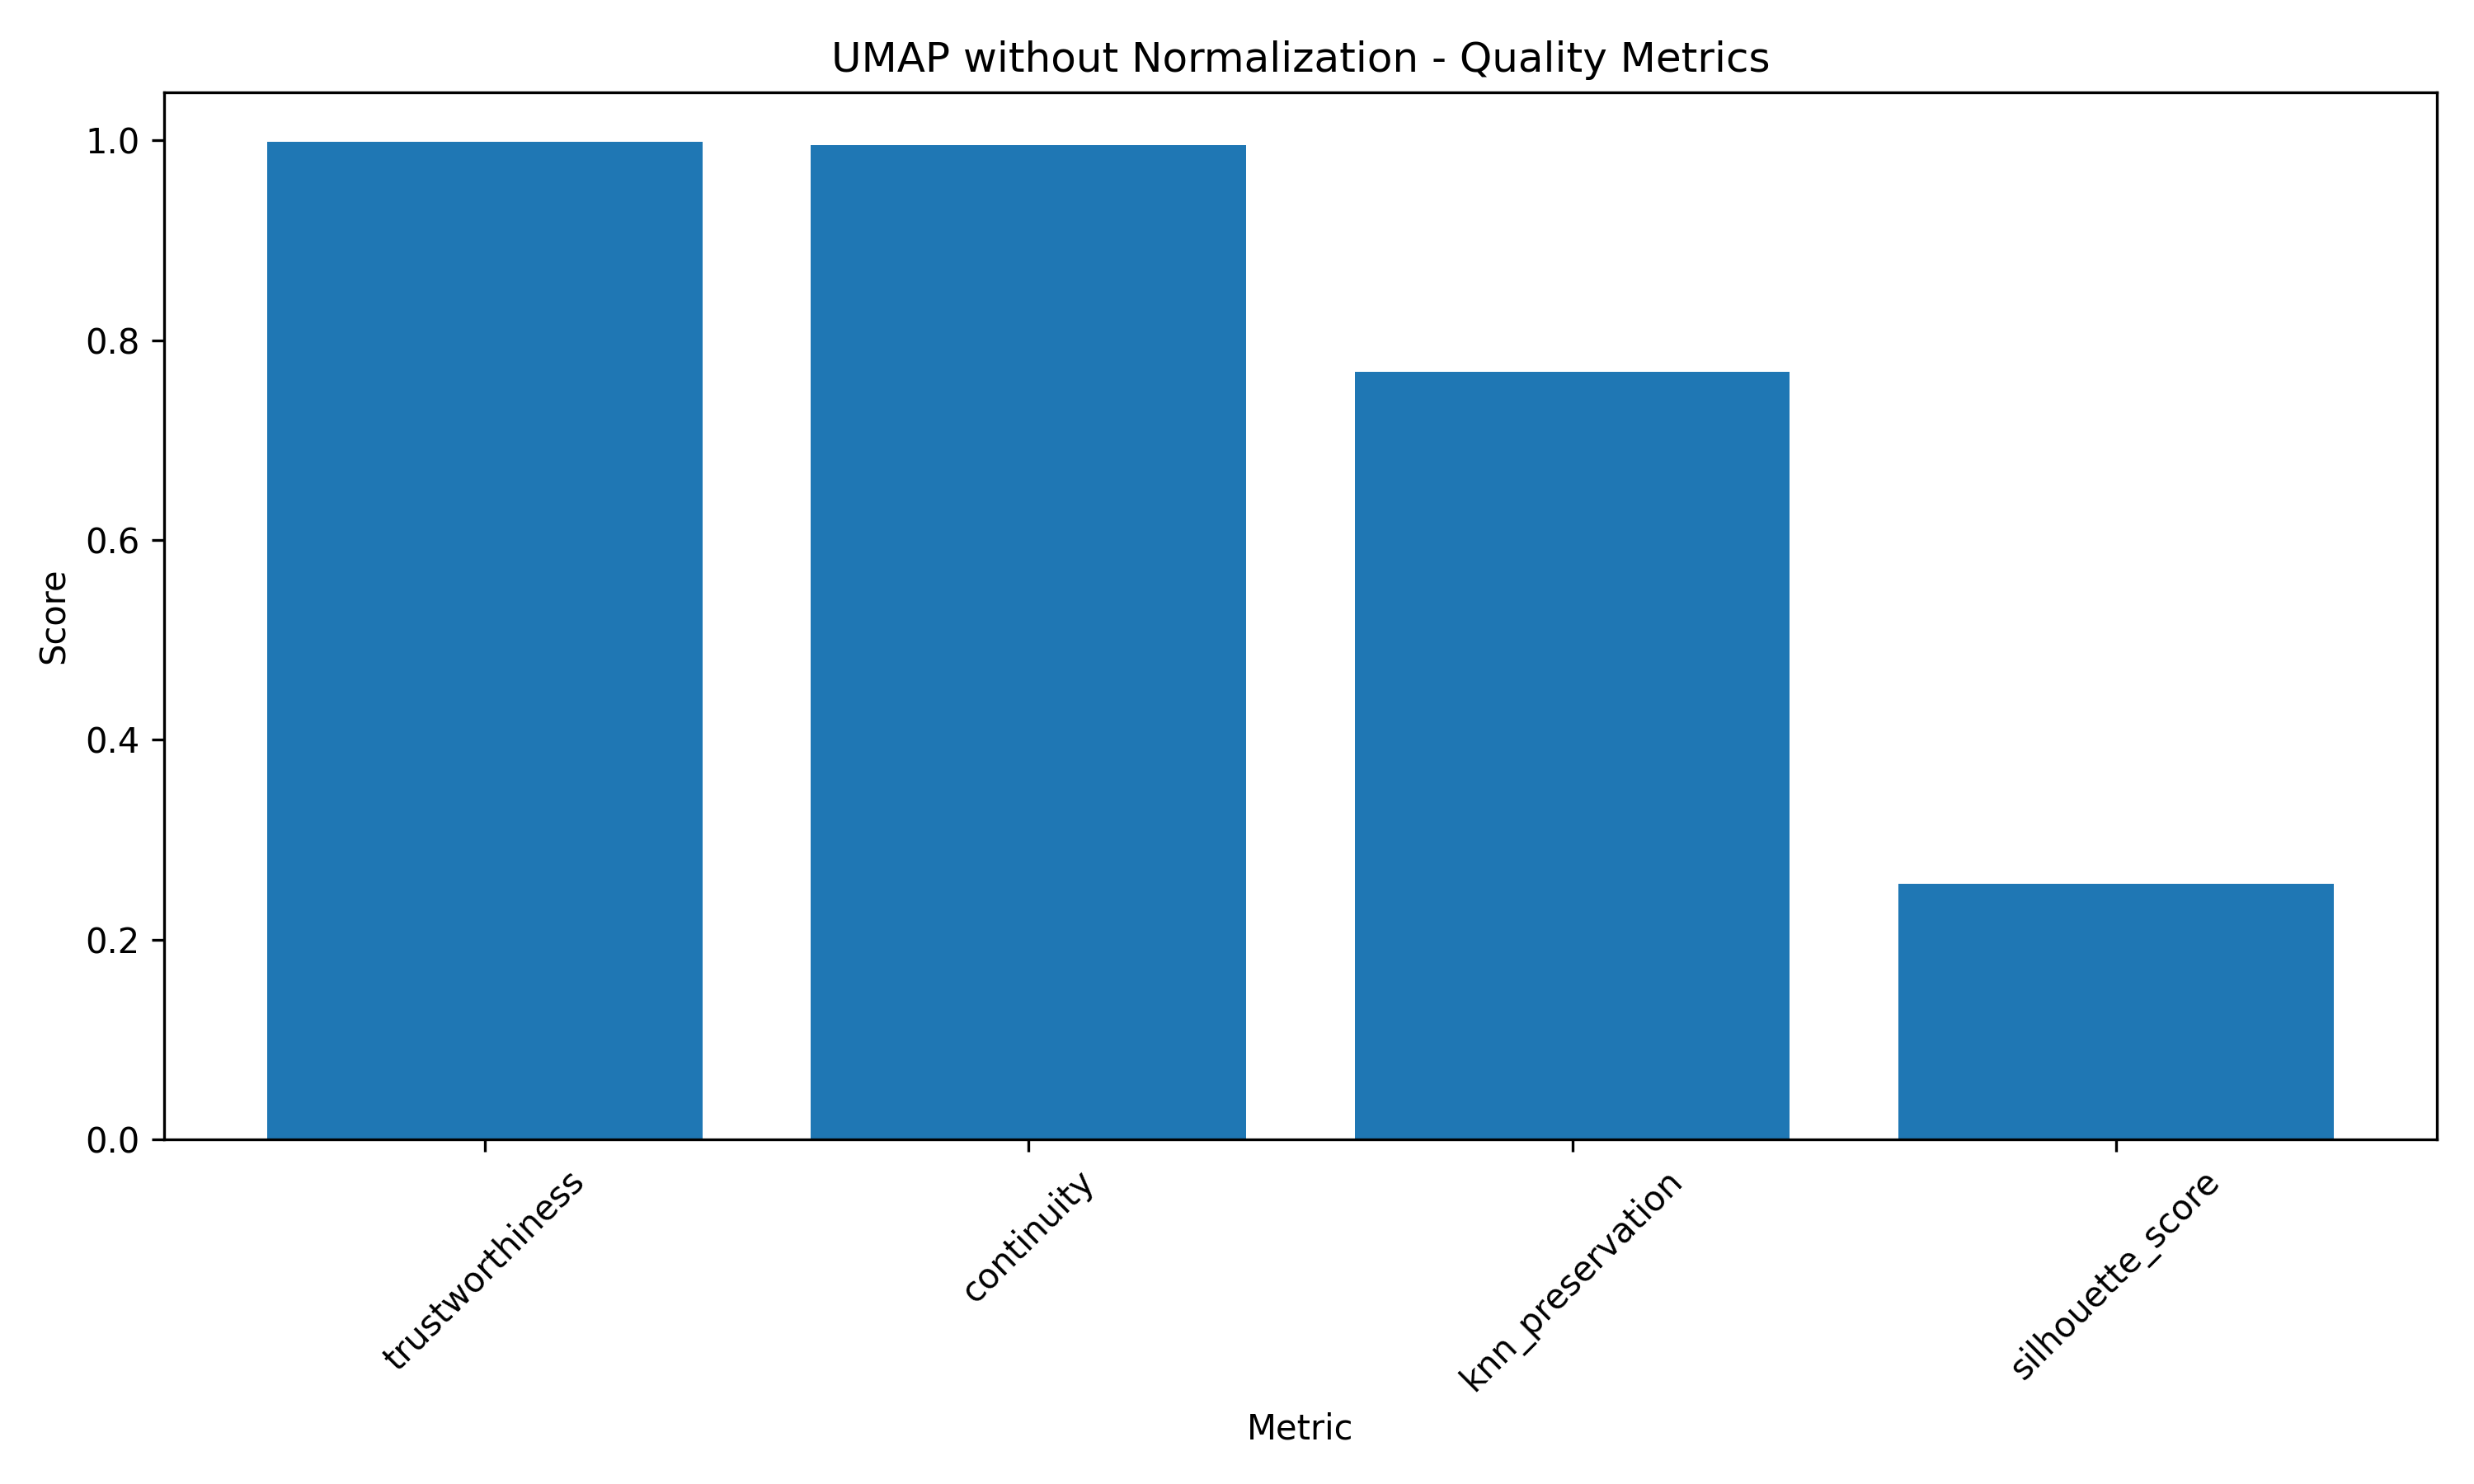 UMAP without Normalization - Quality Metrics
Score
1.0
0.8
0.6
0.4
0.2
0.0
trustworthiness
continuity
knn_preservation
silhouette_score
Metric